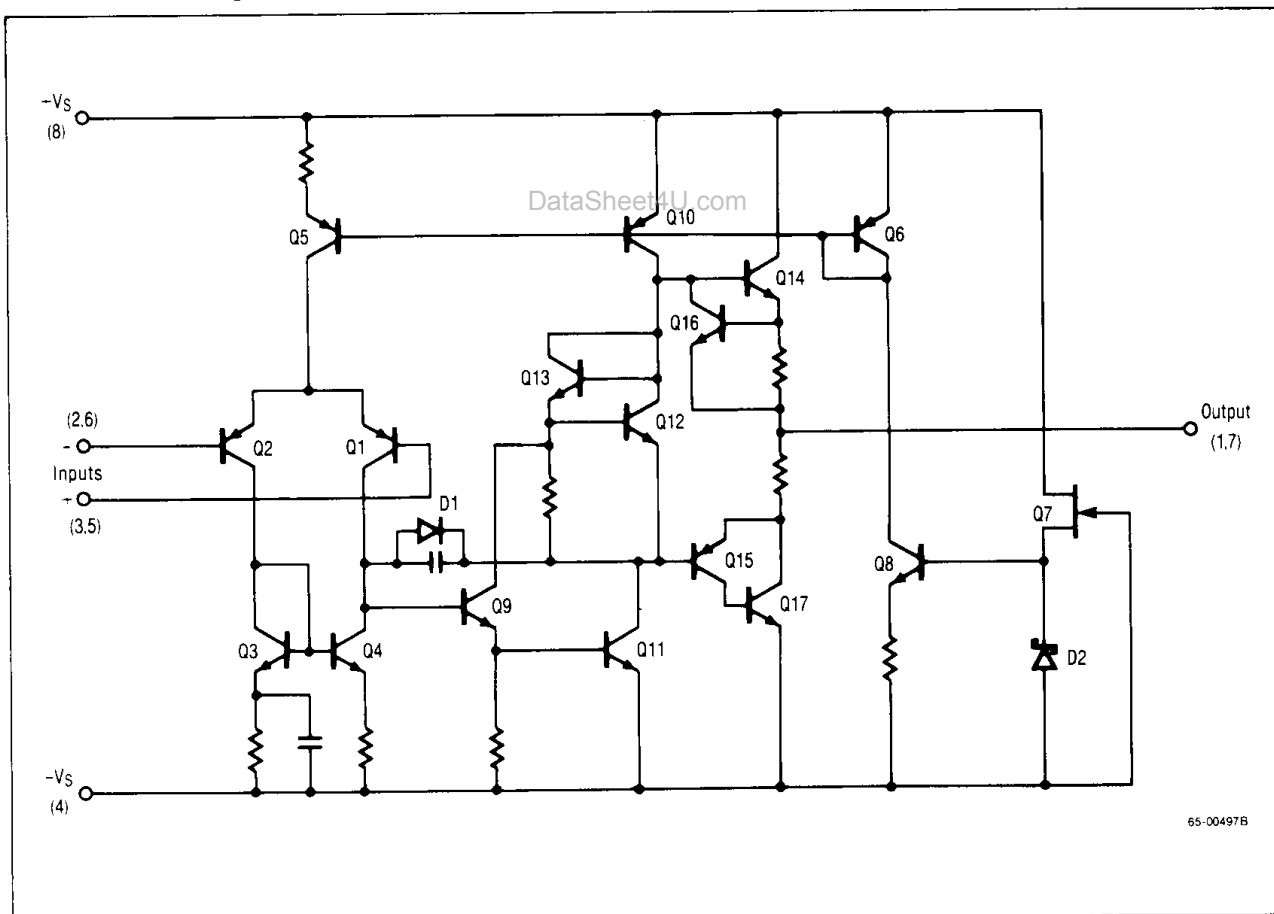 –VS
(8)
DataSheet4U.com
Q10
Q5
Q6
Q14
Q16
Q13
(2,6)
–
Q2
Q1
Q12
Output
(1,7)
Inputs
+
(3,5)
D1
Q7
Q15
Q8
Q9
Q17
Q3
Q4
Q11
D2
–VS
(4)
65-00497B